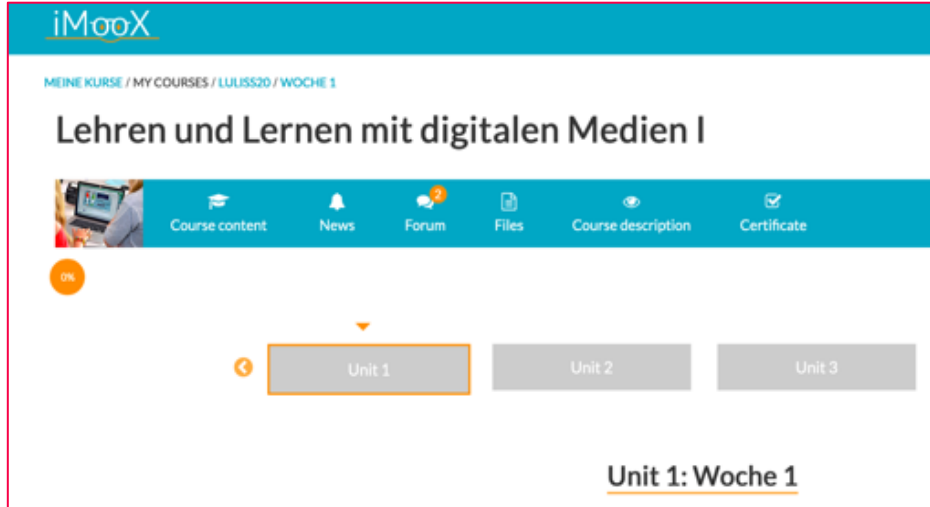 iMooX
MEINE KURSE / MY COURSES / LULISS20 / WOCHE 1
Lehren und Lernen mit digitalen Medien I
2
Course content News Forum Files Course description Certificate
0%
Unit 1 Unit 2 Unit 3
Unit 1: Woche 1